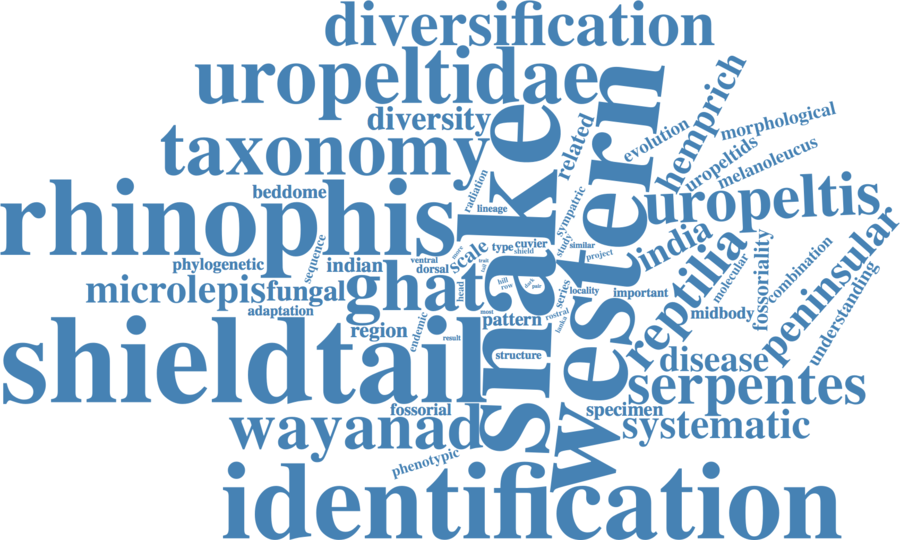 diversification
uropeltidae
diversity
taxonomy
beddome
rhinophis
phylogenetic
sequence
indian
microlepis
fungal
adaptation
ghat
region
endemic
shieldtail
fossorial
wayanad
phenotypic
identification
snake
western
related
evolution
hemprich
morphological
uropeltids
melanoleucus
uropeltis
radiation
lineage
sympatric
study
similar
project
scale
type
cuvier
shield
ventral
dorsal
head
hill
row
pair
most
pattern
result
structure
series
locality
rostral
important
india
reptilia
molecular
fossoriality
combination
peninsular
understanding
midbody
disease
serpentes
specimen
systematic